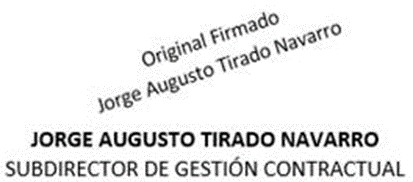 Original Firmado
Jorge Augusto Tirado Navarro
JORGE AUGUSTO TIRADO NAVARRO
SUBDIRECTOR DE GESTIÓN CONTRACTUAL